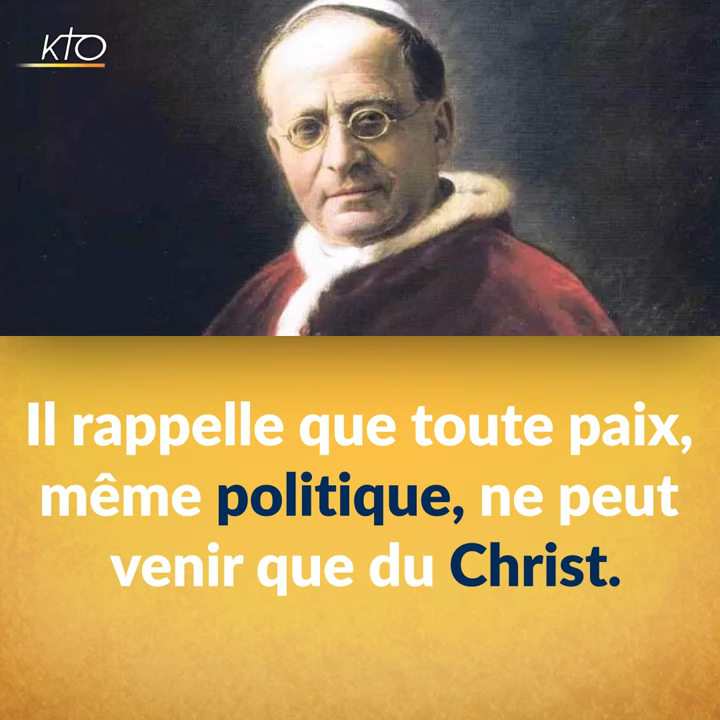 KTO
Il rappelle que toute paix,
même politique, ne peut
venir que du Christ.